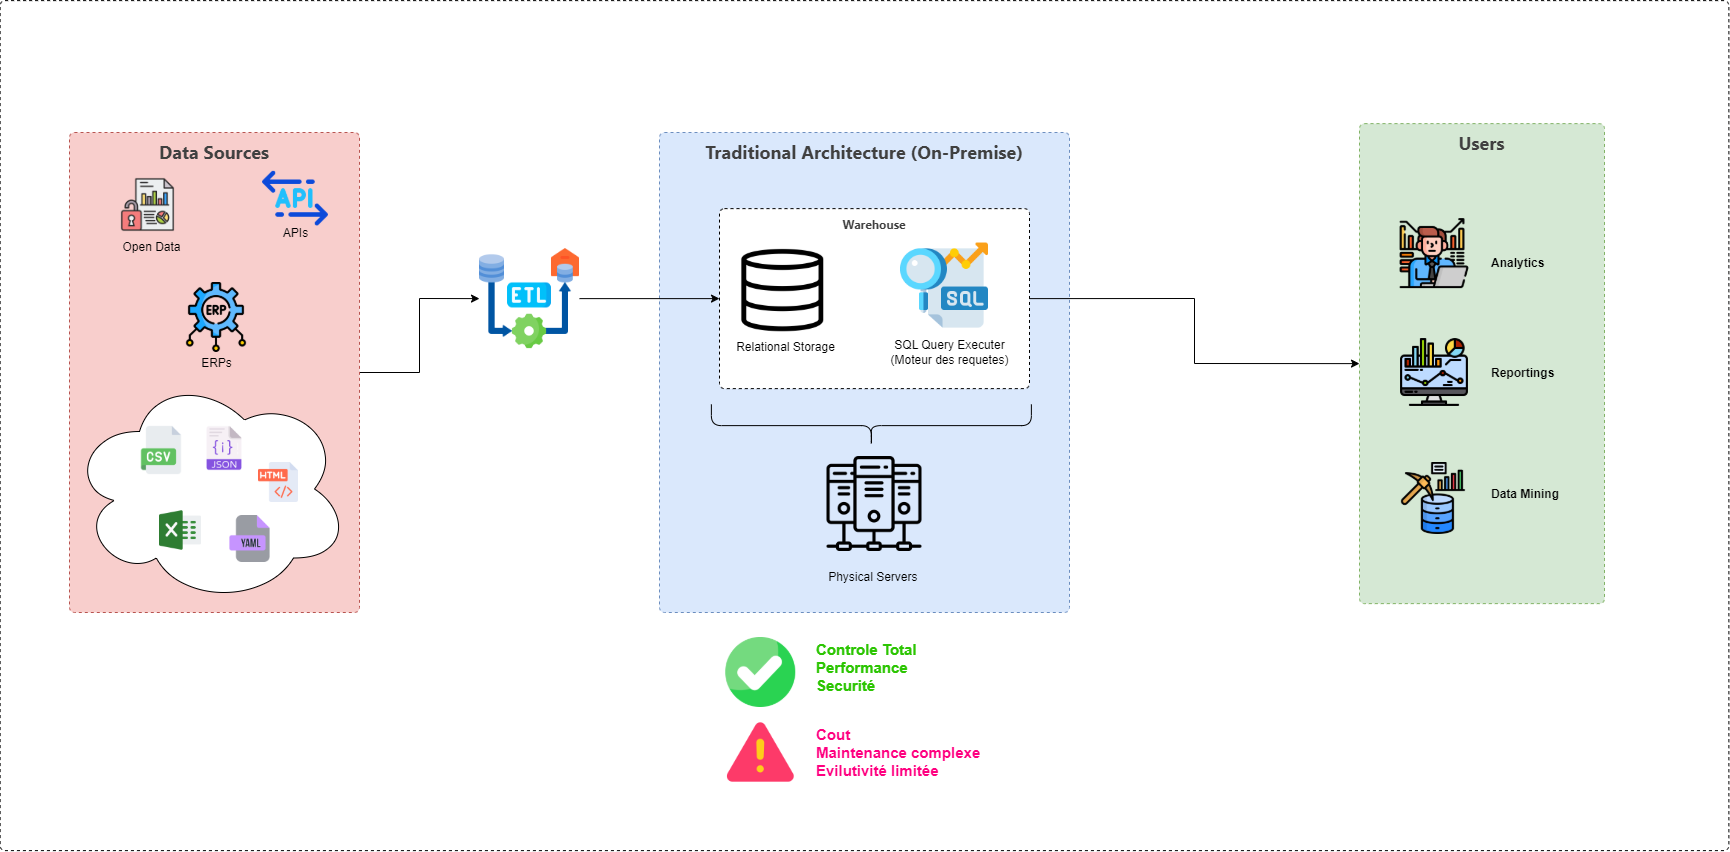 Data Sources
Open Data
API
APIs
ERP
ERPs
CSV
{i}
JSON
HTML
</>
X
YAML
ETL
Traditional Architecture (On-Premise)
Warehouse
Relational Storage
SQL
SQL Query Executer
(Moteur des requetes)
Physical Servers
Controle Total
Performance
Securité
Cout
Maintenance complexe
Evilutivité limitée
Users
Analytics
Reportings
Data Mining